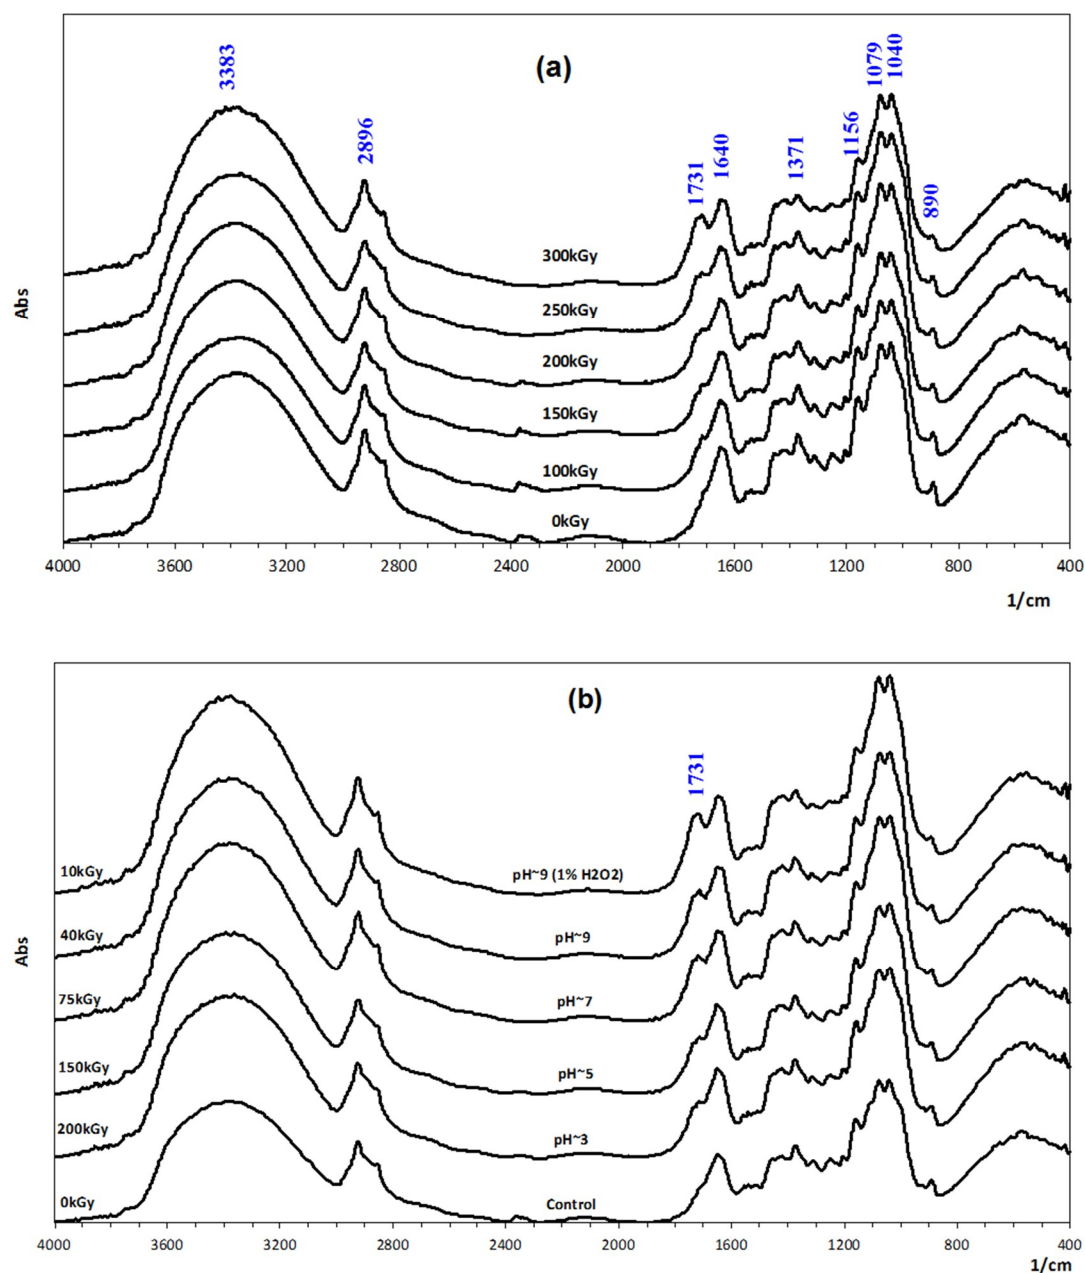 (a)
3383
2896
1731
1640
1371
1156
1079
1040
890
Abs
300kGy
250kGy
200kGy
150kGy
100kGy
0kGy
4000 3600 3200 2800 2400 2000 1600 1200 800 400
1/cm
(b)
1731
Abs
10kGy pH~9 (1% H2O2)
40kGy pH~9
75kGy pH~7
150kGy pH~5
200kGy pH~3
0kGy Control
4000 3600 3200 2800 2400 2000 1600 1200 800 400
1/cm